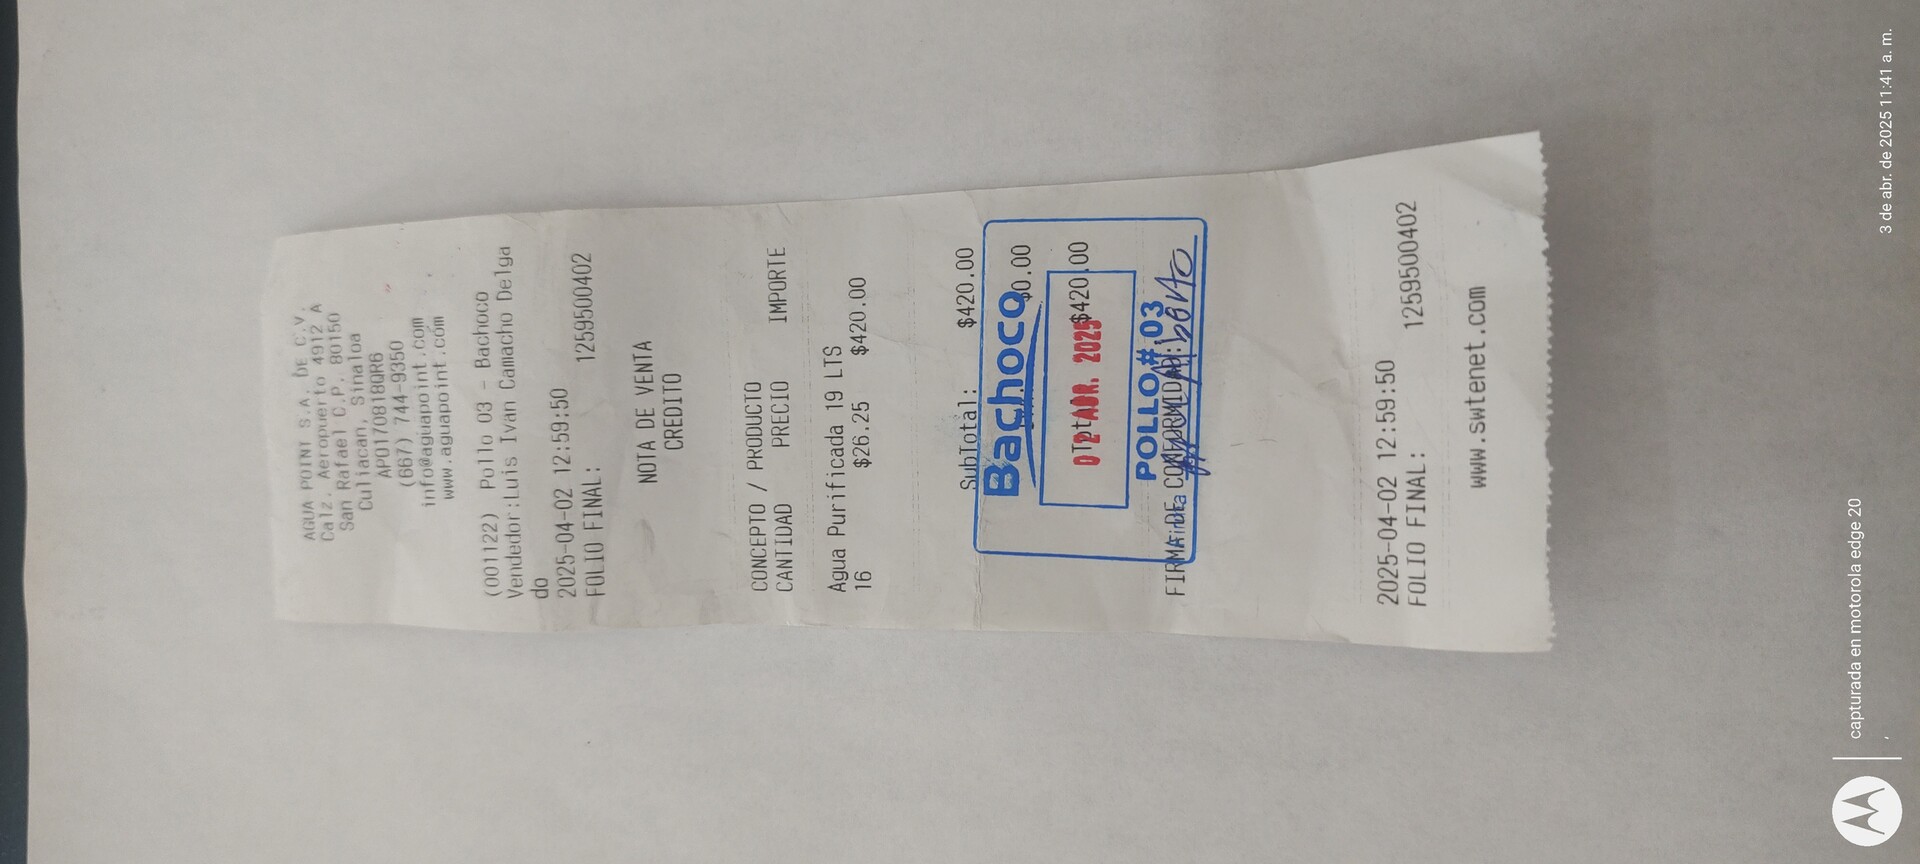 AGUA POINT S.A. DE C.V.
Calz. Aeropuerto 4912 A
San Rafael C.P. 80150
Culiacan, Sinaloa
APO170818QR6
(667) 744-9350
info@aguapoint.com
www.aguapoint.com
(001122) Pollo 03 - Bachoco
Vendedor:Luis Ivan Camacho Delga
do
2025-04-02 12:59:50
FOLIO FINAL: 1259500402
NOTA DE VENTA
CREDITO
CONCEPTO / PRODUCTO
CANTIDAD PRECIO IMPORTE
Agua Purificada 19 LTS
16 $26.25 $420.00
SubTotal: $420.00
Bachoco
$0.00
Total $420.00
02 ABR. 2025
POLLO # 03
FIRMA DE CONFORMIDAD:
Firma
2025-04-02 12:59:50
FOLIO FINAL: 1259500402
www.swtenet.com
capturada en motorola edge 20
3 de abr. de 2025 11:41 a. m.